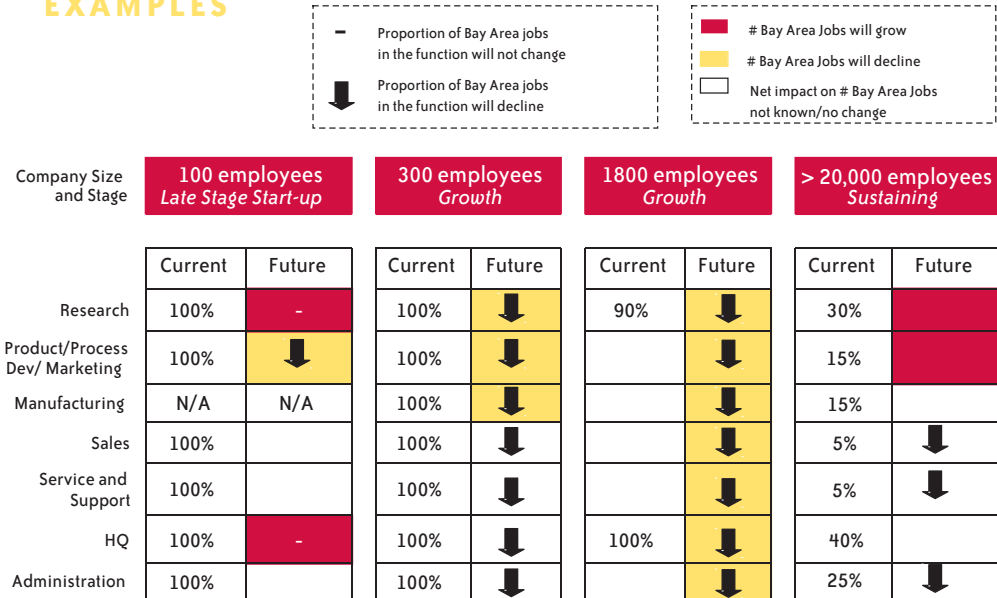 EXAMPLES
– Proportion of Bay Area jobs
in the function will not change
Proportion of Bay Area jobs
in the function will decline
# Bay Area Jobs will grow
# Bay Area Jobs will decline
Net impact on # Bay Area Jobs
not known/no change
Company Size
and Stage
100 employees
Late Stage Start-up
300 employees
Growth
1800 employees
Growth
> 20,000 employees
Sustaining
Current Future Current Future Current Future Current Future
Research 100% - 100% 90% 30%
Product/Process
Dev/ Marketing 100% 100% 15%
Manufacturing N/A N/A 100% 15%
Sales 100% 100% 5%
Service and
Support 100% 100% 5%
HQ 100% - 100% 100% 40%
Administration 100% 100% 25%